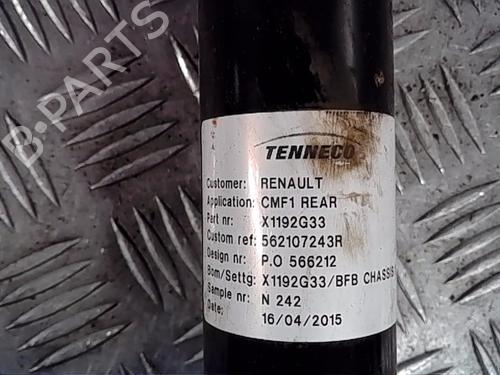 B-PARTS
TENNECO
Customer: RENAULT
Application: CMF1 REAR
Part nr: X1192G33
Custom ref: 562107243R
Design nr: P.O 566212
Bom/Settg: X1192G33/BFB CHASSIS
Sample nr: N 242
Date: 16/04/2015